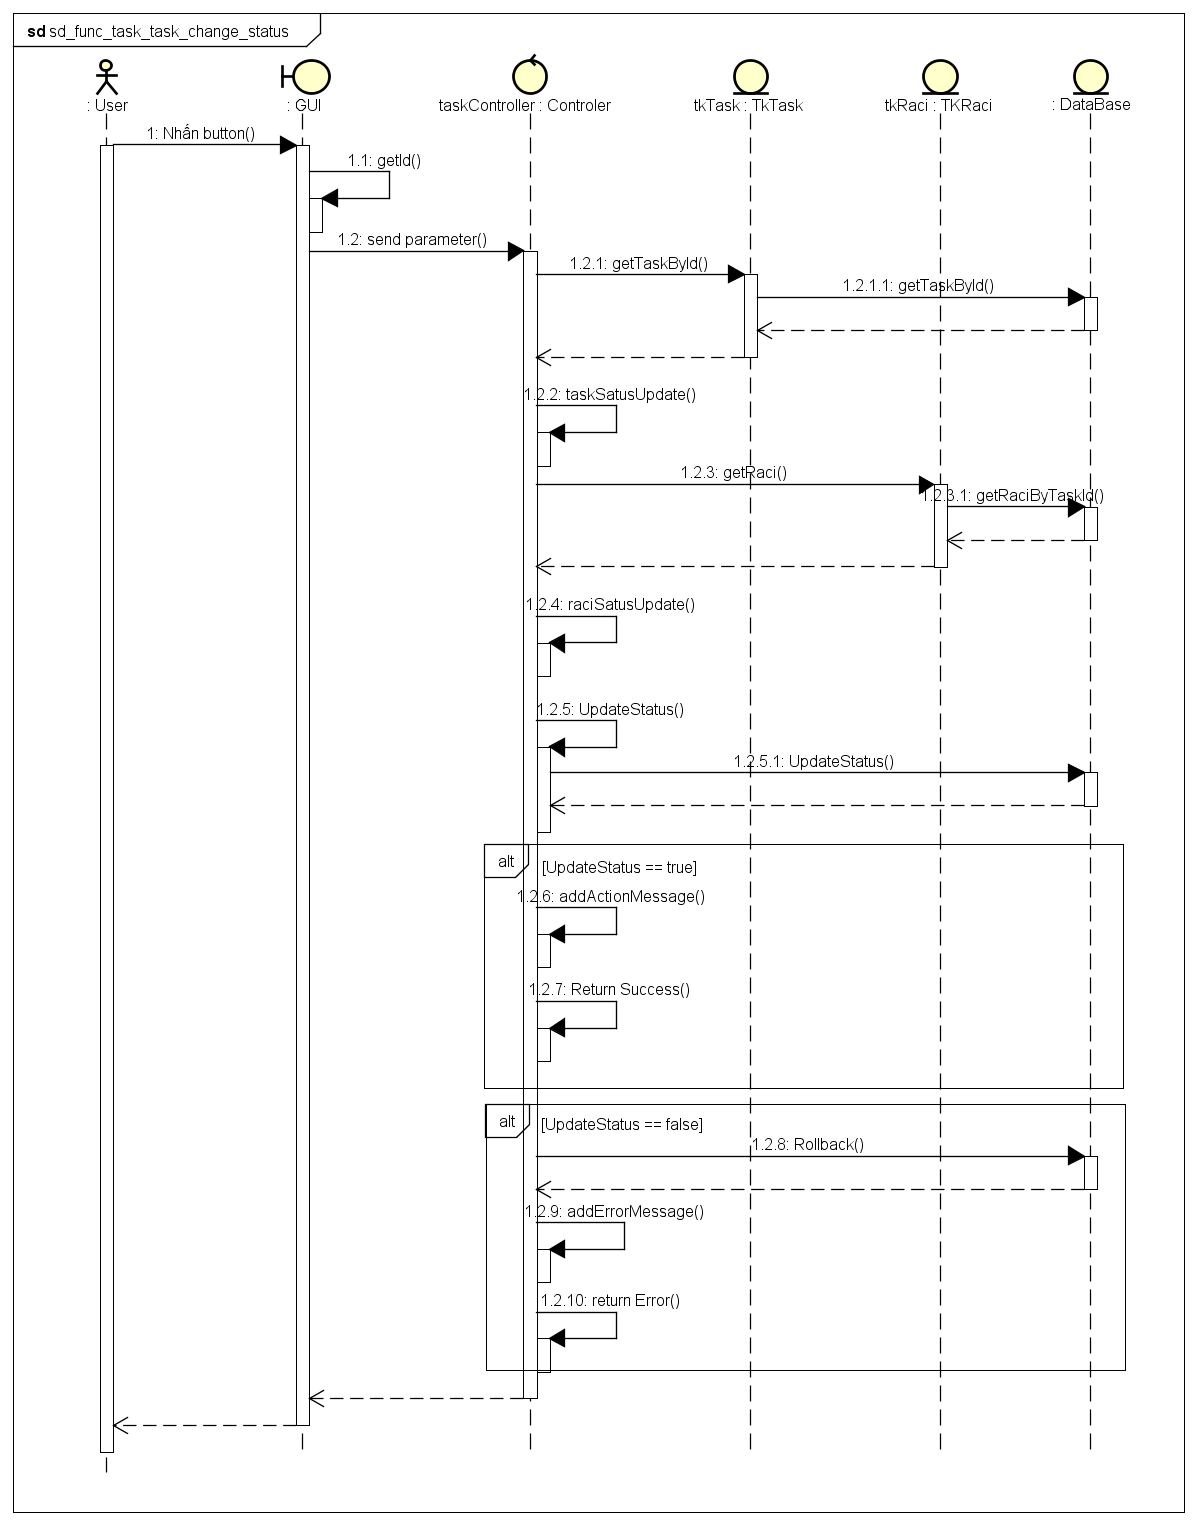 sd sd_func_task_task_change_status
: User
: GUI
taskController : Controler
tkTask : TkTask
tkRaci : TKRaci
: DataBase
1: Nhấn button()
1.1: getId()
1.2: send parameter()
1.2.1: getTaskById()
1.2.1.1: getTaskById()
1.2.2: taskSatusUpdate()
1.2.3: getRaci()
1.2.3.1: getRaciByTaskId()
1.2.4: raciSatusUpdate()
1.2.5: UpdateStatus()
1.2.5.1: UpdateStatus()
alt
[UpdateStatus == true]
1.2.6: addActionMessage()
1.2.7: Return Success()
alt
[UpdateStatus == false]
1.2.8: Rollback()
1.2.9: addErrorMessage()
1.2.10: return Error()